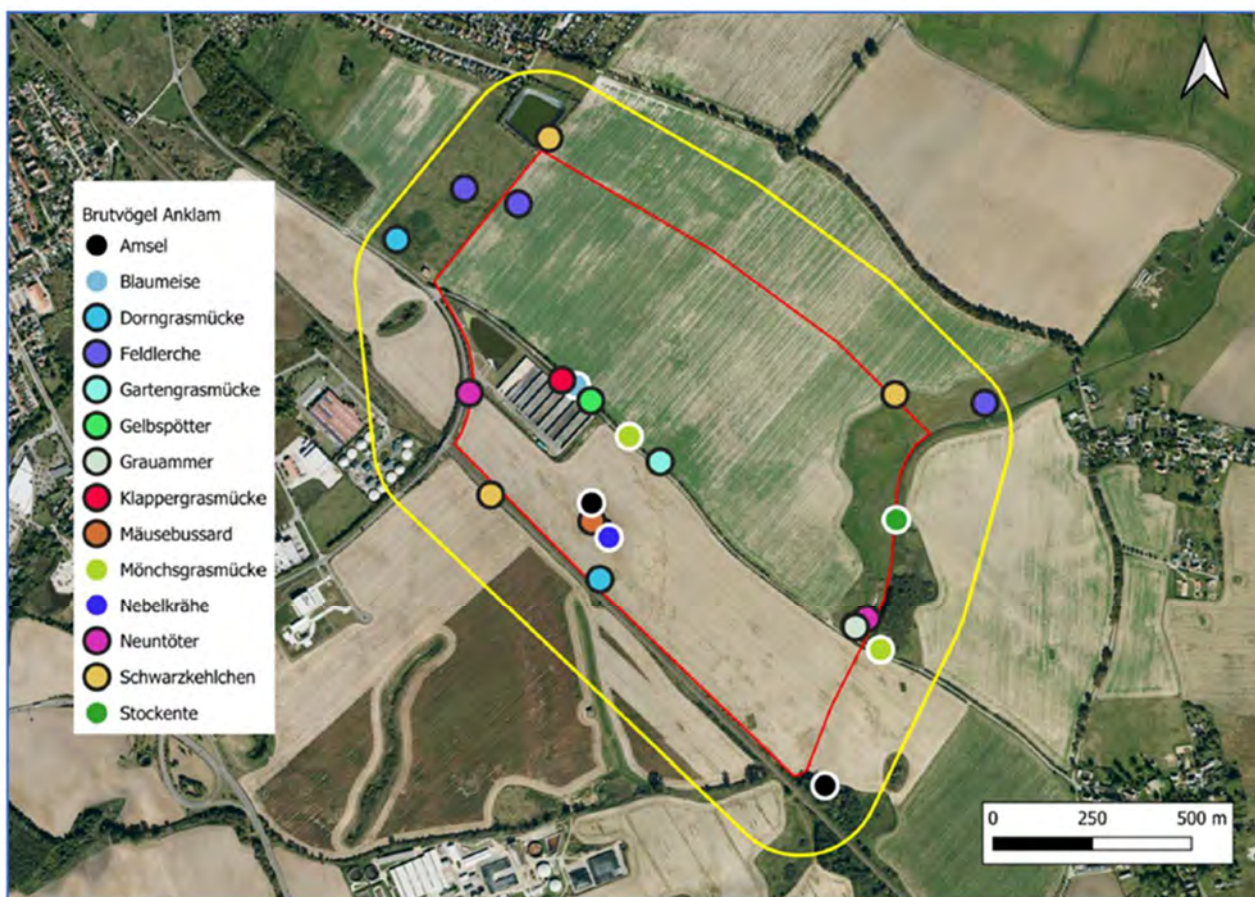 Brutvögel Anklam
Amsel
Blaumeise
Dorngrasmücke
Feldlerche
Gartengrasmücke
Gelbspötter
Grauammer
Klappergrasmücke
Mäusebussard
Mönchsgrasmücke
Nebelkrähe
Neuntöter
Schwarzkehlchen
Stockente
0 250 500 m